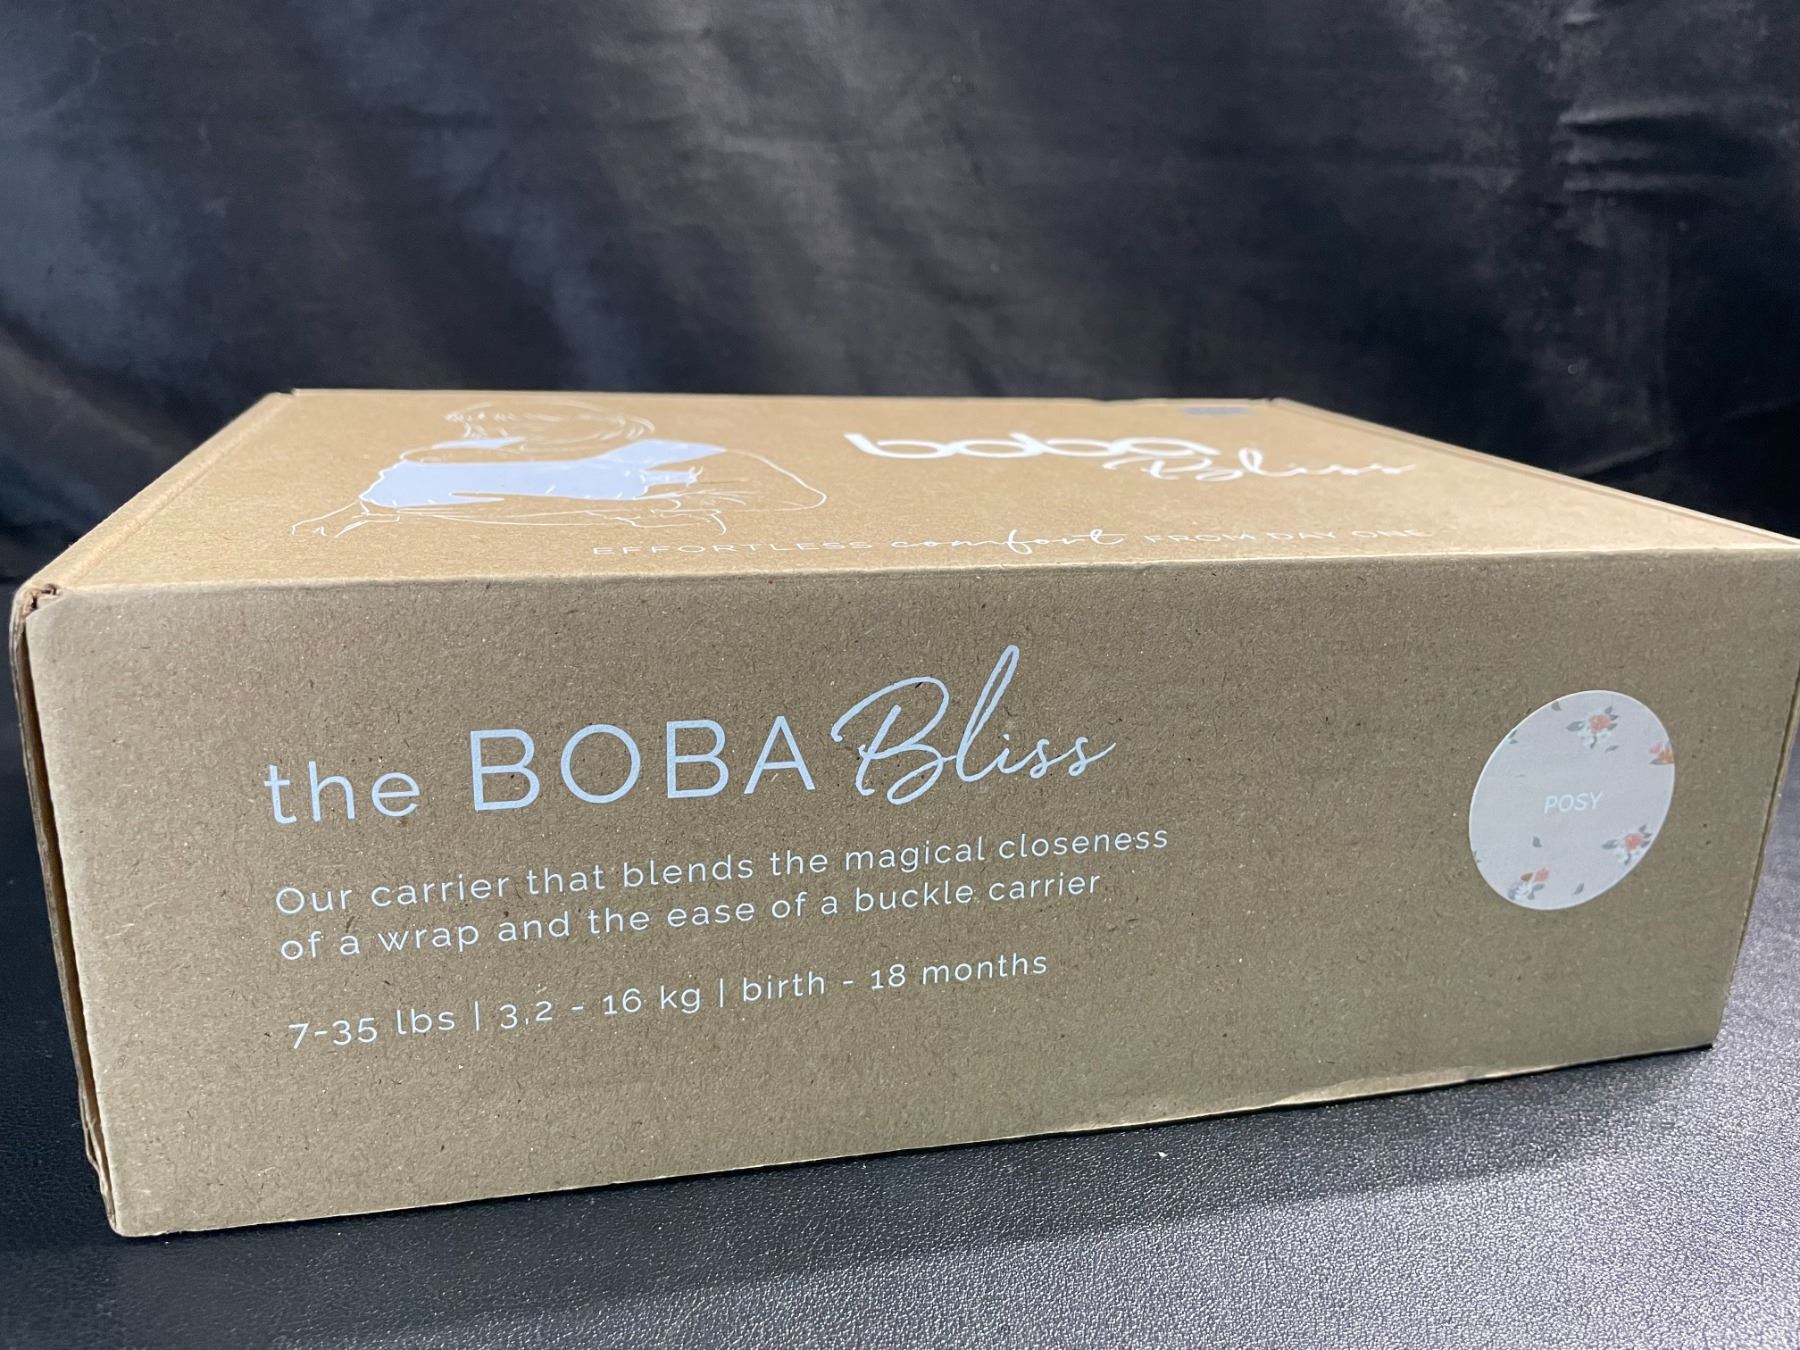 boba
Bliss
EFFORTLESS comfort FROM DAY ONE
the BOBA Bliss
Our carrier that blends the magical closeness
of a wrap and the ease of a buckle carrier
7-35 lbs | 3.2 - 16 kg | birth - 18 months
POSY